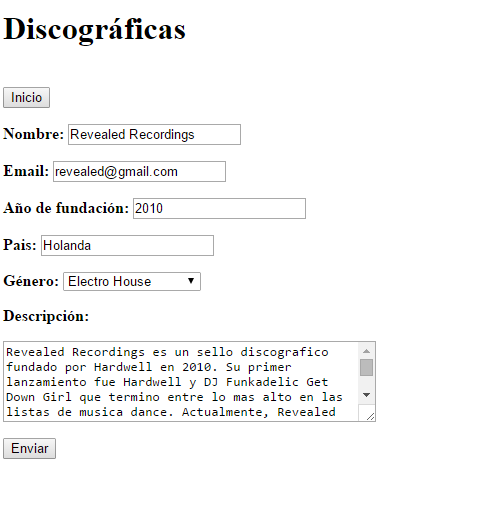 Discográficas
Inicio
Nombre: Revealed Recordings
Email: revealed@gmail.com
Año de fundación: 2010
Pais: Holanda
Género: Electro House
Descripción:
Revealed Recordings es un sello discografico
fundado por Hardwell en 2010. Su primer
lanzamiento fue Hardwell y DJ Funkadelic Get
Down Girl que termino entre lo mas alto en las
listas de musica dance. Actualmente, Revealed
Enviar